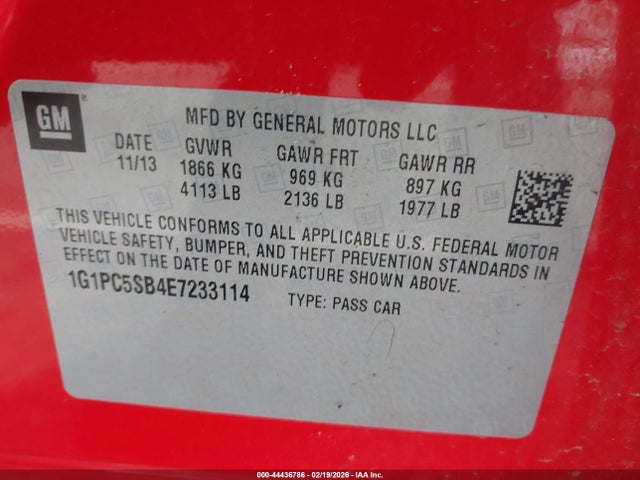 GM
MFD BY GENERAL MOTORS LLC
DATE GVWR GAWR FRT GAWR RR
11/13 1866 KG 969 KG 897 KG
4113 LB 2136 LB 1977 LB
THIS VEHICLE CONFORMS TO ALL APPLICABLE U.S. FEDERAL MOTOR
VEHICLE SAFETY, BUMPER, AND THEFT PREVENTION STANDARDS IN
EFFECT ON THE DATE OF MANUFACTURE SHOWN ABOVE.
1G1PC5SB4E7233114 TYPE: PASS CAR
000-44436786 - 02/19/2026 - IAA Inc.